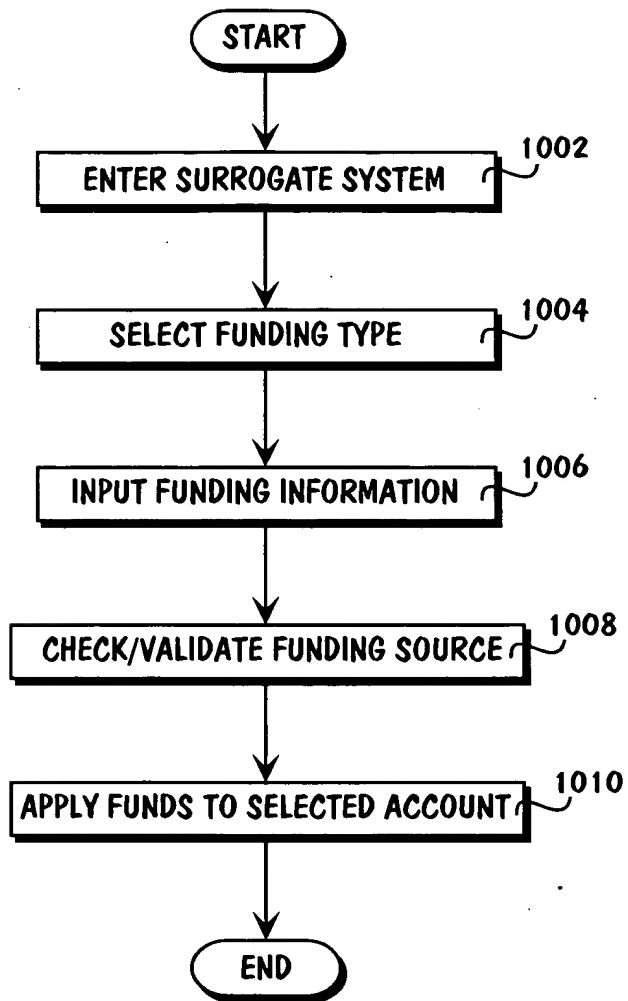 START
ENTER SURROGATE SYSTEM
1002
SELECT FUNDING TYPE
1004
INPUT FUNDING INFORMATION
1006
CHECK/VALIDATE FUNDING SOURCE
1008
APPLY FUNDS TO SELECTED ACCOUNT
1010
END